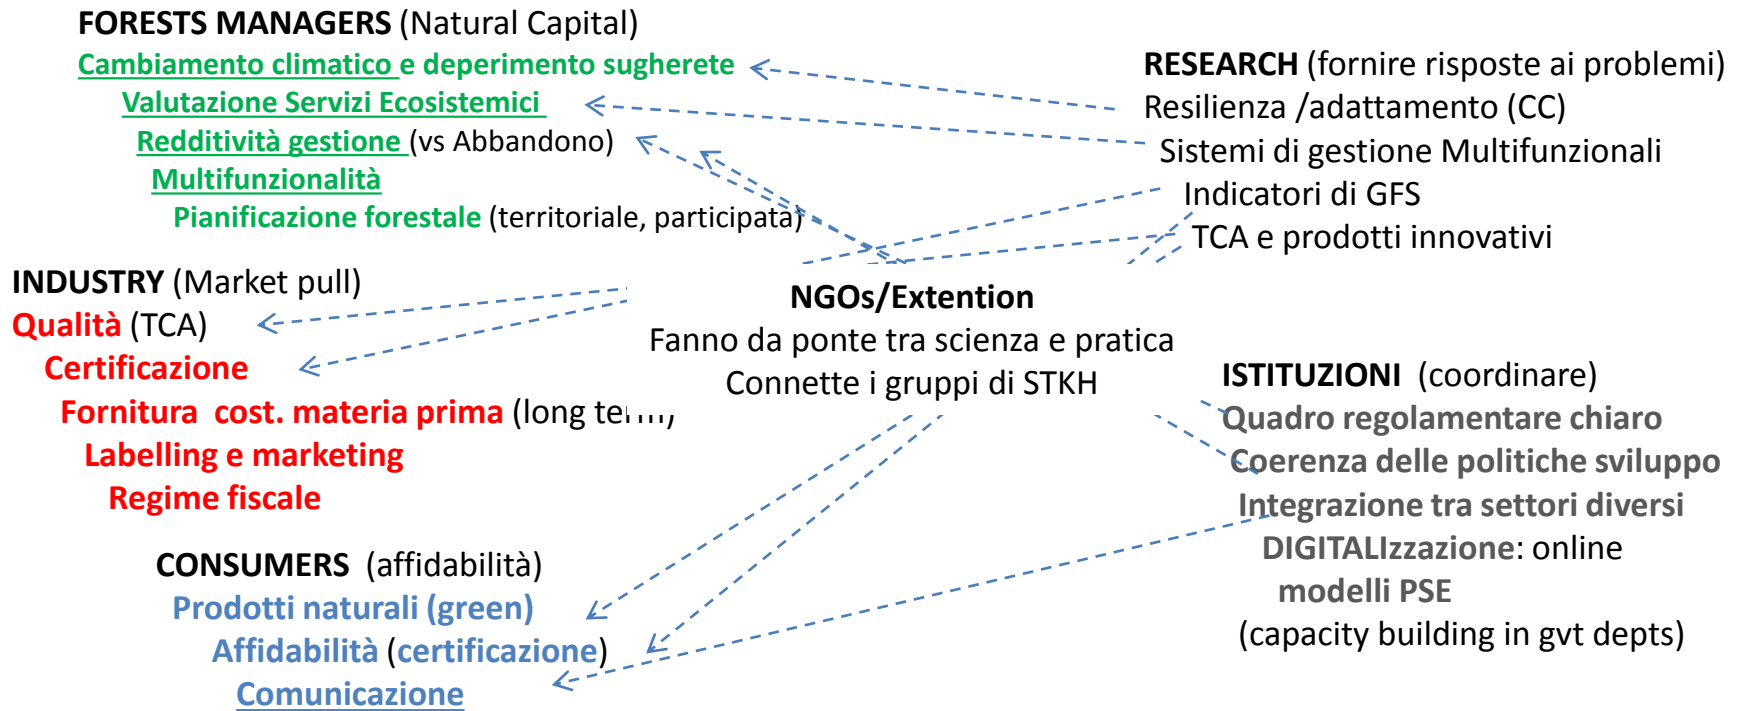 FORESTS MANAGERS (Natural Capital)
Cambiamento climatico e deperimento sugherete
Valutazione Servizi Ecosistemici
Redditività gestione (vs Abbandono)
Multifunzionalità
Pianificazione forestale (territoriale, participata)
RESEARCH (fornire risposte ai problemi)
Resilienza /adattamento (CC)
Sistemi di gestione Multifunzionali
Indicatori di GFS
TCA e prodotti innovativi
INDUSTRY (Market pull)
Qualità (TCA)
Certificazione
Fornitura cost. materia prima (long term)
Labelling e marketing
Regime fiscale
NGOs/Extention
Fanno da ponte tra scienza e pratica
Connette i gruppi di STKH
ISTITUZIONI (coordinare)
Quadro regolamentare chiaro
Coerenza delle politiche sviluppo
Integrazione tra settori diversi
DIGITALIzzazione: online
modelli PSE
(capacity building in gvt depts)
CONSUMERS (affidabilità)
Prodotti naturali (green)
Affidabilità (certificazione)
Comunicazione